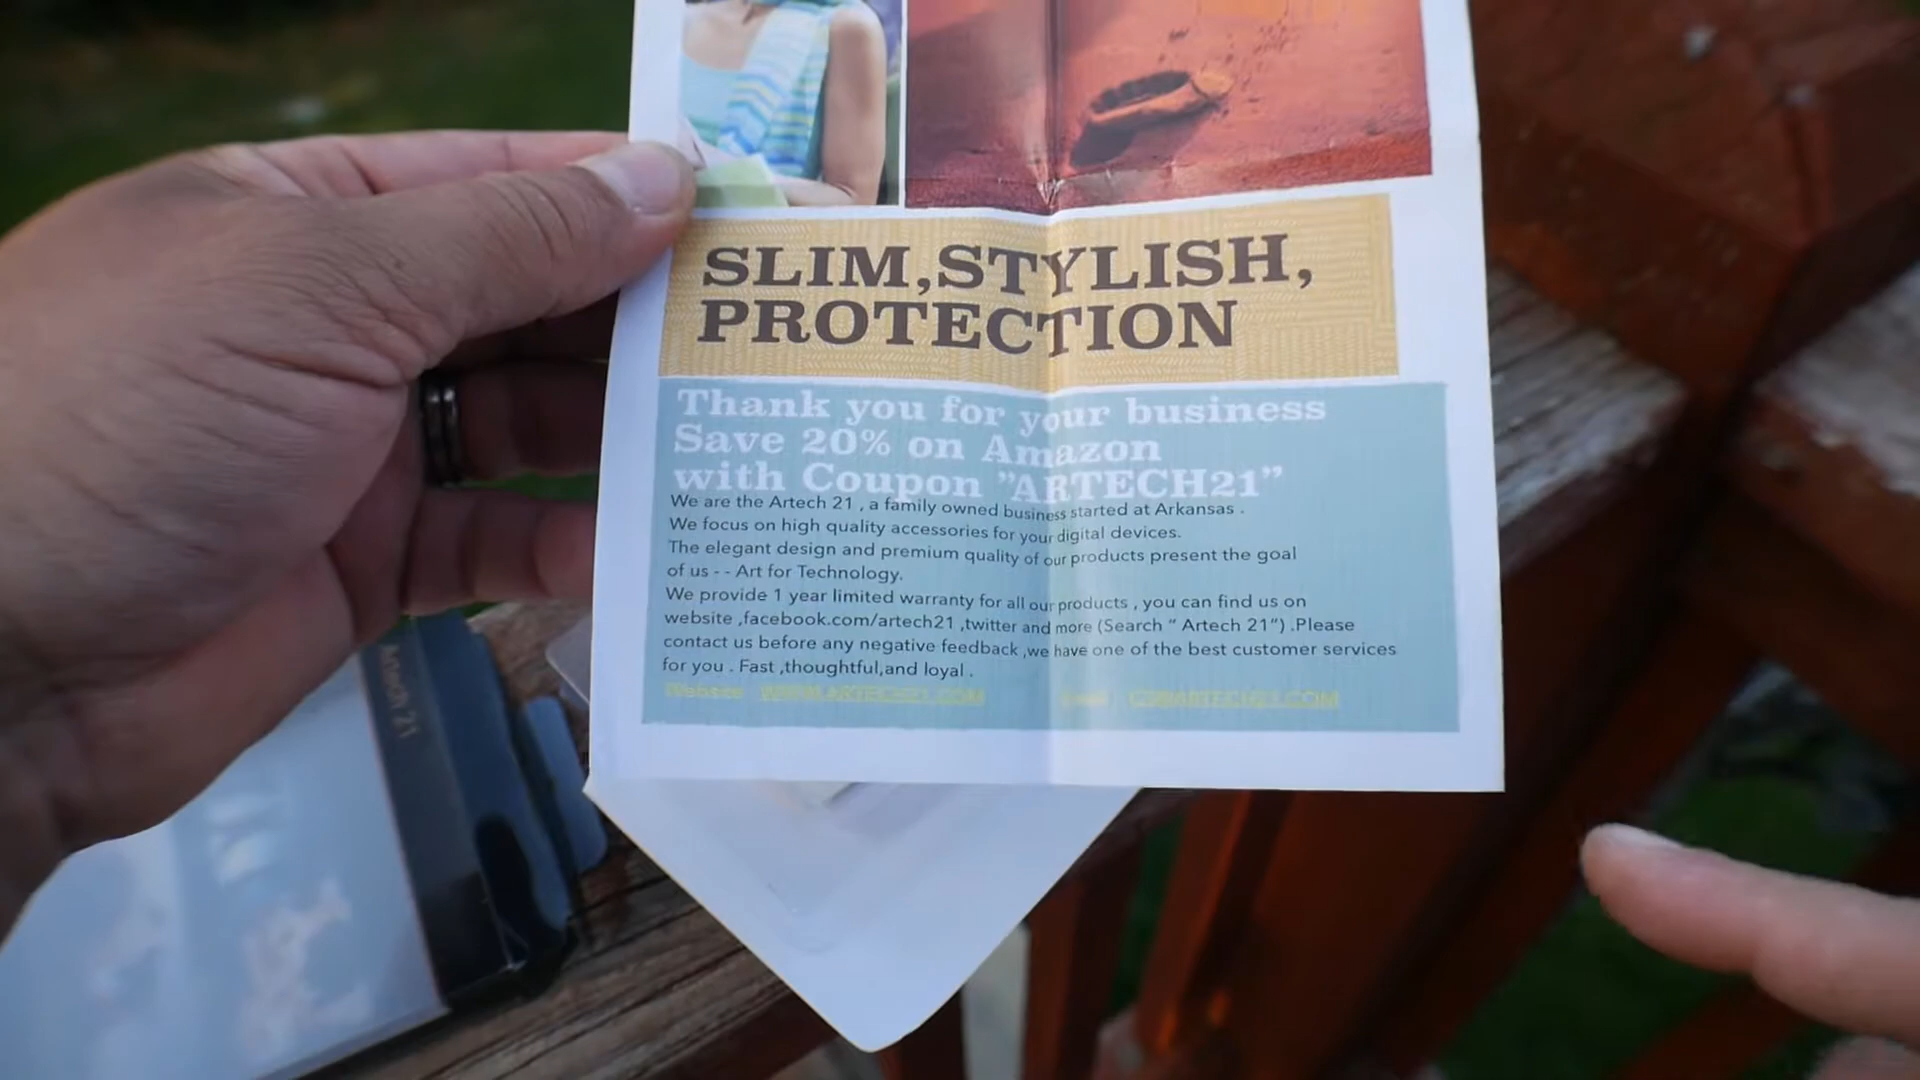 SLIM,STYLISH,
PROTECTION
Thank you for your business
Save 20% on Amazon
with Coupon "ARTECH21"
We are the Artech 21 , a family owned business started at Arkansas .
We focus on high quality accessories for your digital devices.
The elegant design and premium quality of our products present the goal
of us - - Art for Technology.
We provide 1 year limited warranty for all our products , you can find us on
website ,facebook.com/artech21 ,twitter and more (Search " Artech 21") .Please
contact us before any negative feedback ,we have one of the best customer services
for you . Fast ,thoughtful,and loyal .
Website WWW.ARTECH21.COM
Artech 21